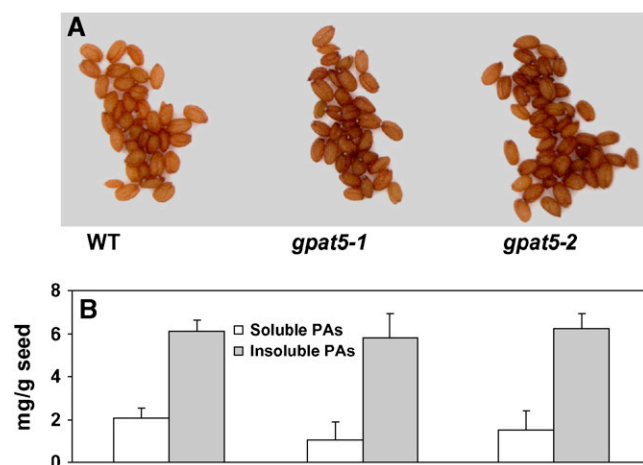 A
WT gpat5-1 gpat5-2
B
Soluble PAs
Insoluble PAs
mg/g seed
8
6
4
2
0